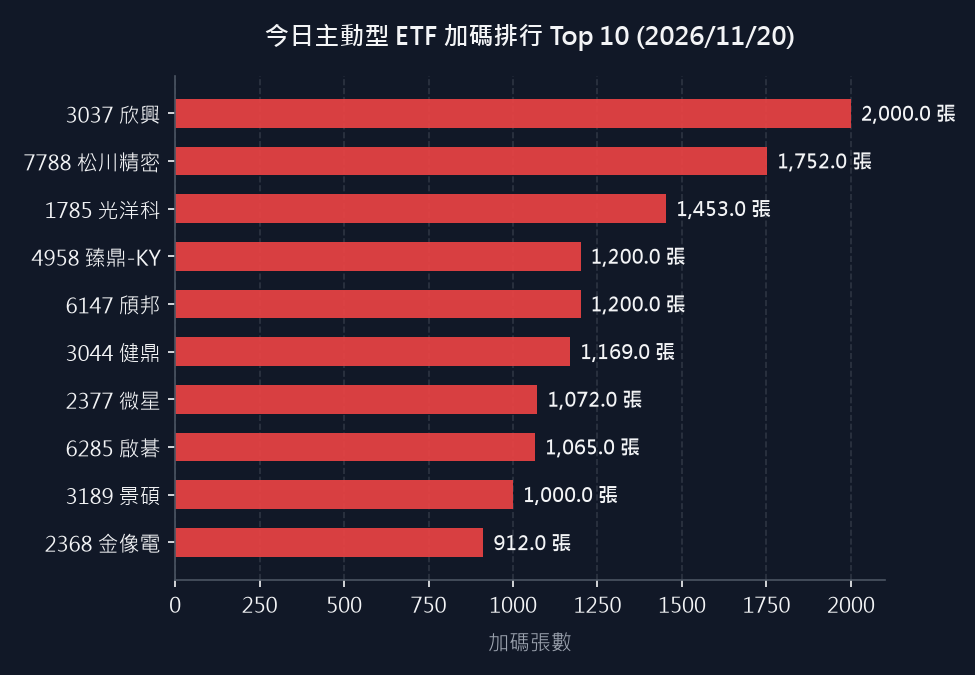 今日主動型 ETF 加碼排行 Top 10 (2026/11/20)
3037 欣興 2,000.0 張
7788 松川精密 1,752.0 張
1785 光洋科 1,453.0 張
4958 臻鼎-KY 1,200.0 張
6147 頎邦 1,200.0 張
3044 健鼎 1,169.0 張
2377 微星 1,072.0 張
6285 啟碁 1,065.0 張
3189 景碩 1,000.0 張
2368 金像電 912.0 張
0 250 500 750 1000 1250 1500 1750 2000
加碼張數